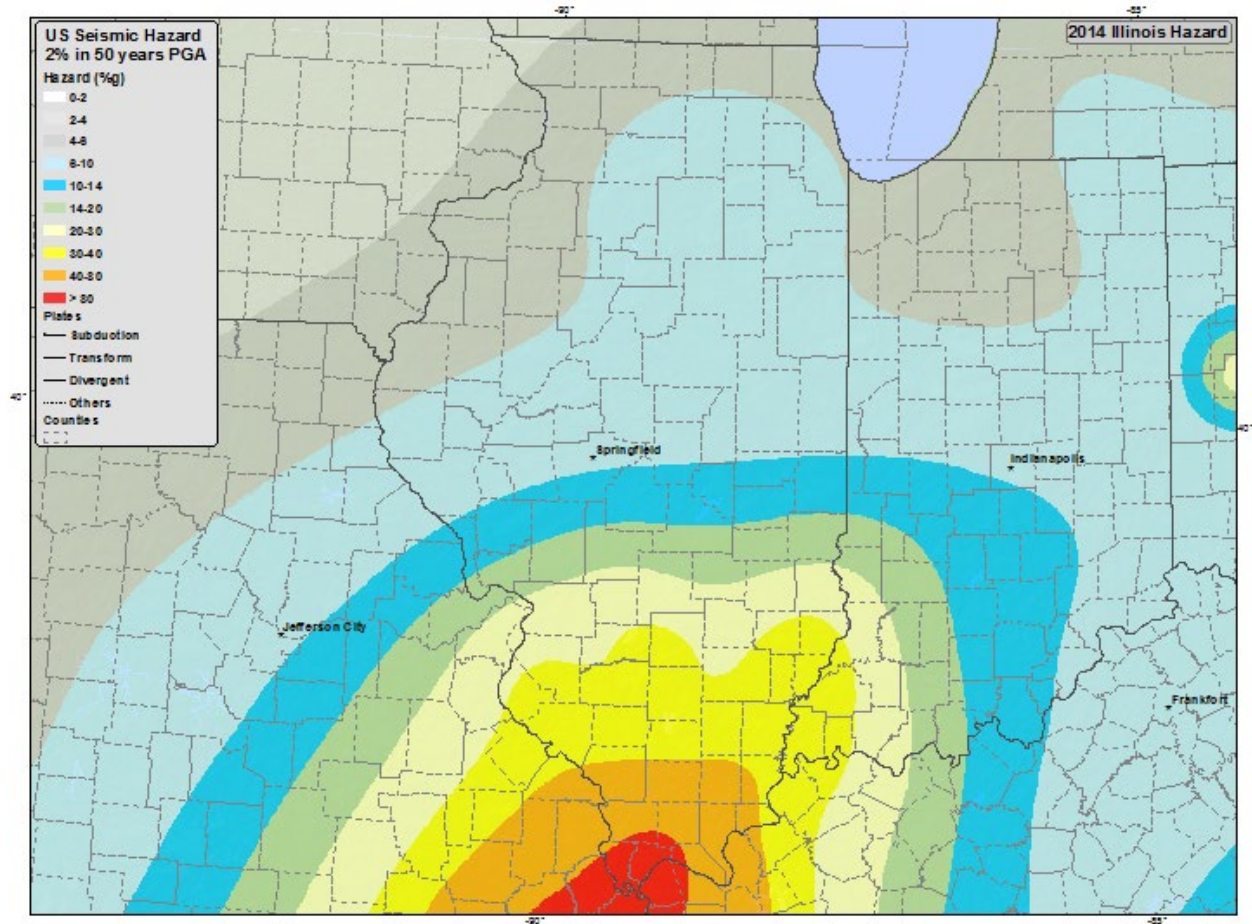 -90°
-85°
US Seismic Hazard
2% in 50 years PGA
2014 Illinois Hazard
Hazard (%g)
0-2
2-4
4-6
6-10
10-14
14-20
20-30
30-40
40-80
> 80
Plates
Subduction
Transform
Divergent
Others
Counties
40°
40°
Springfield
Indianapolis
Jefferson City
Frankfort
-90°
-85°